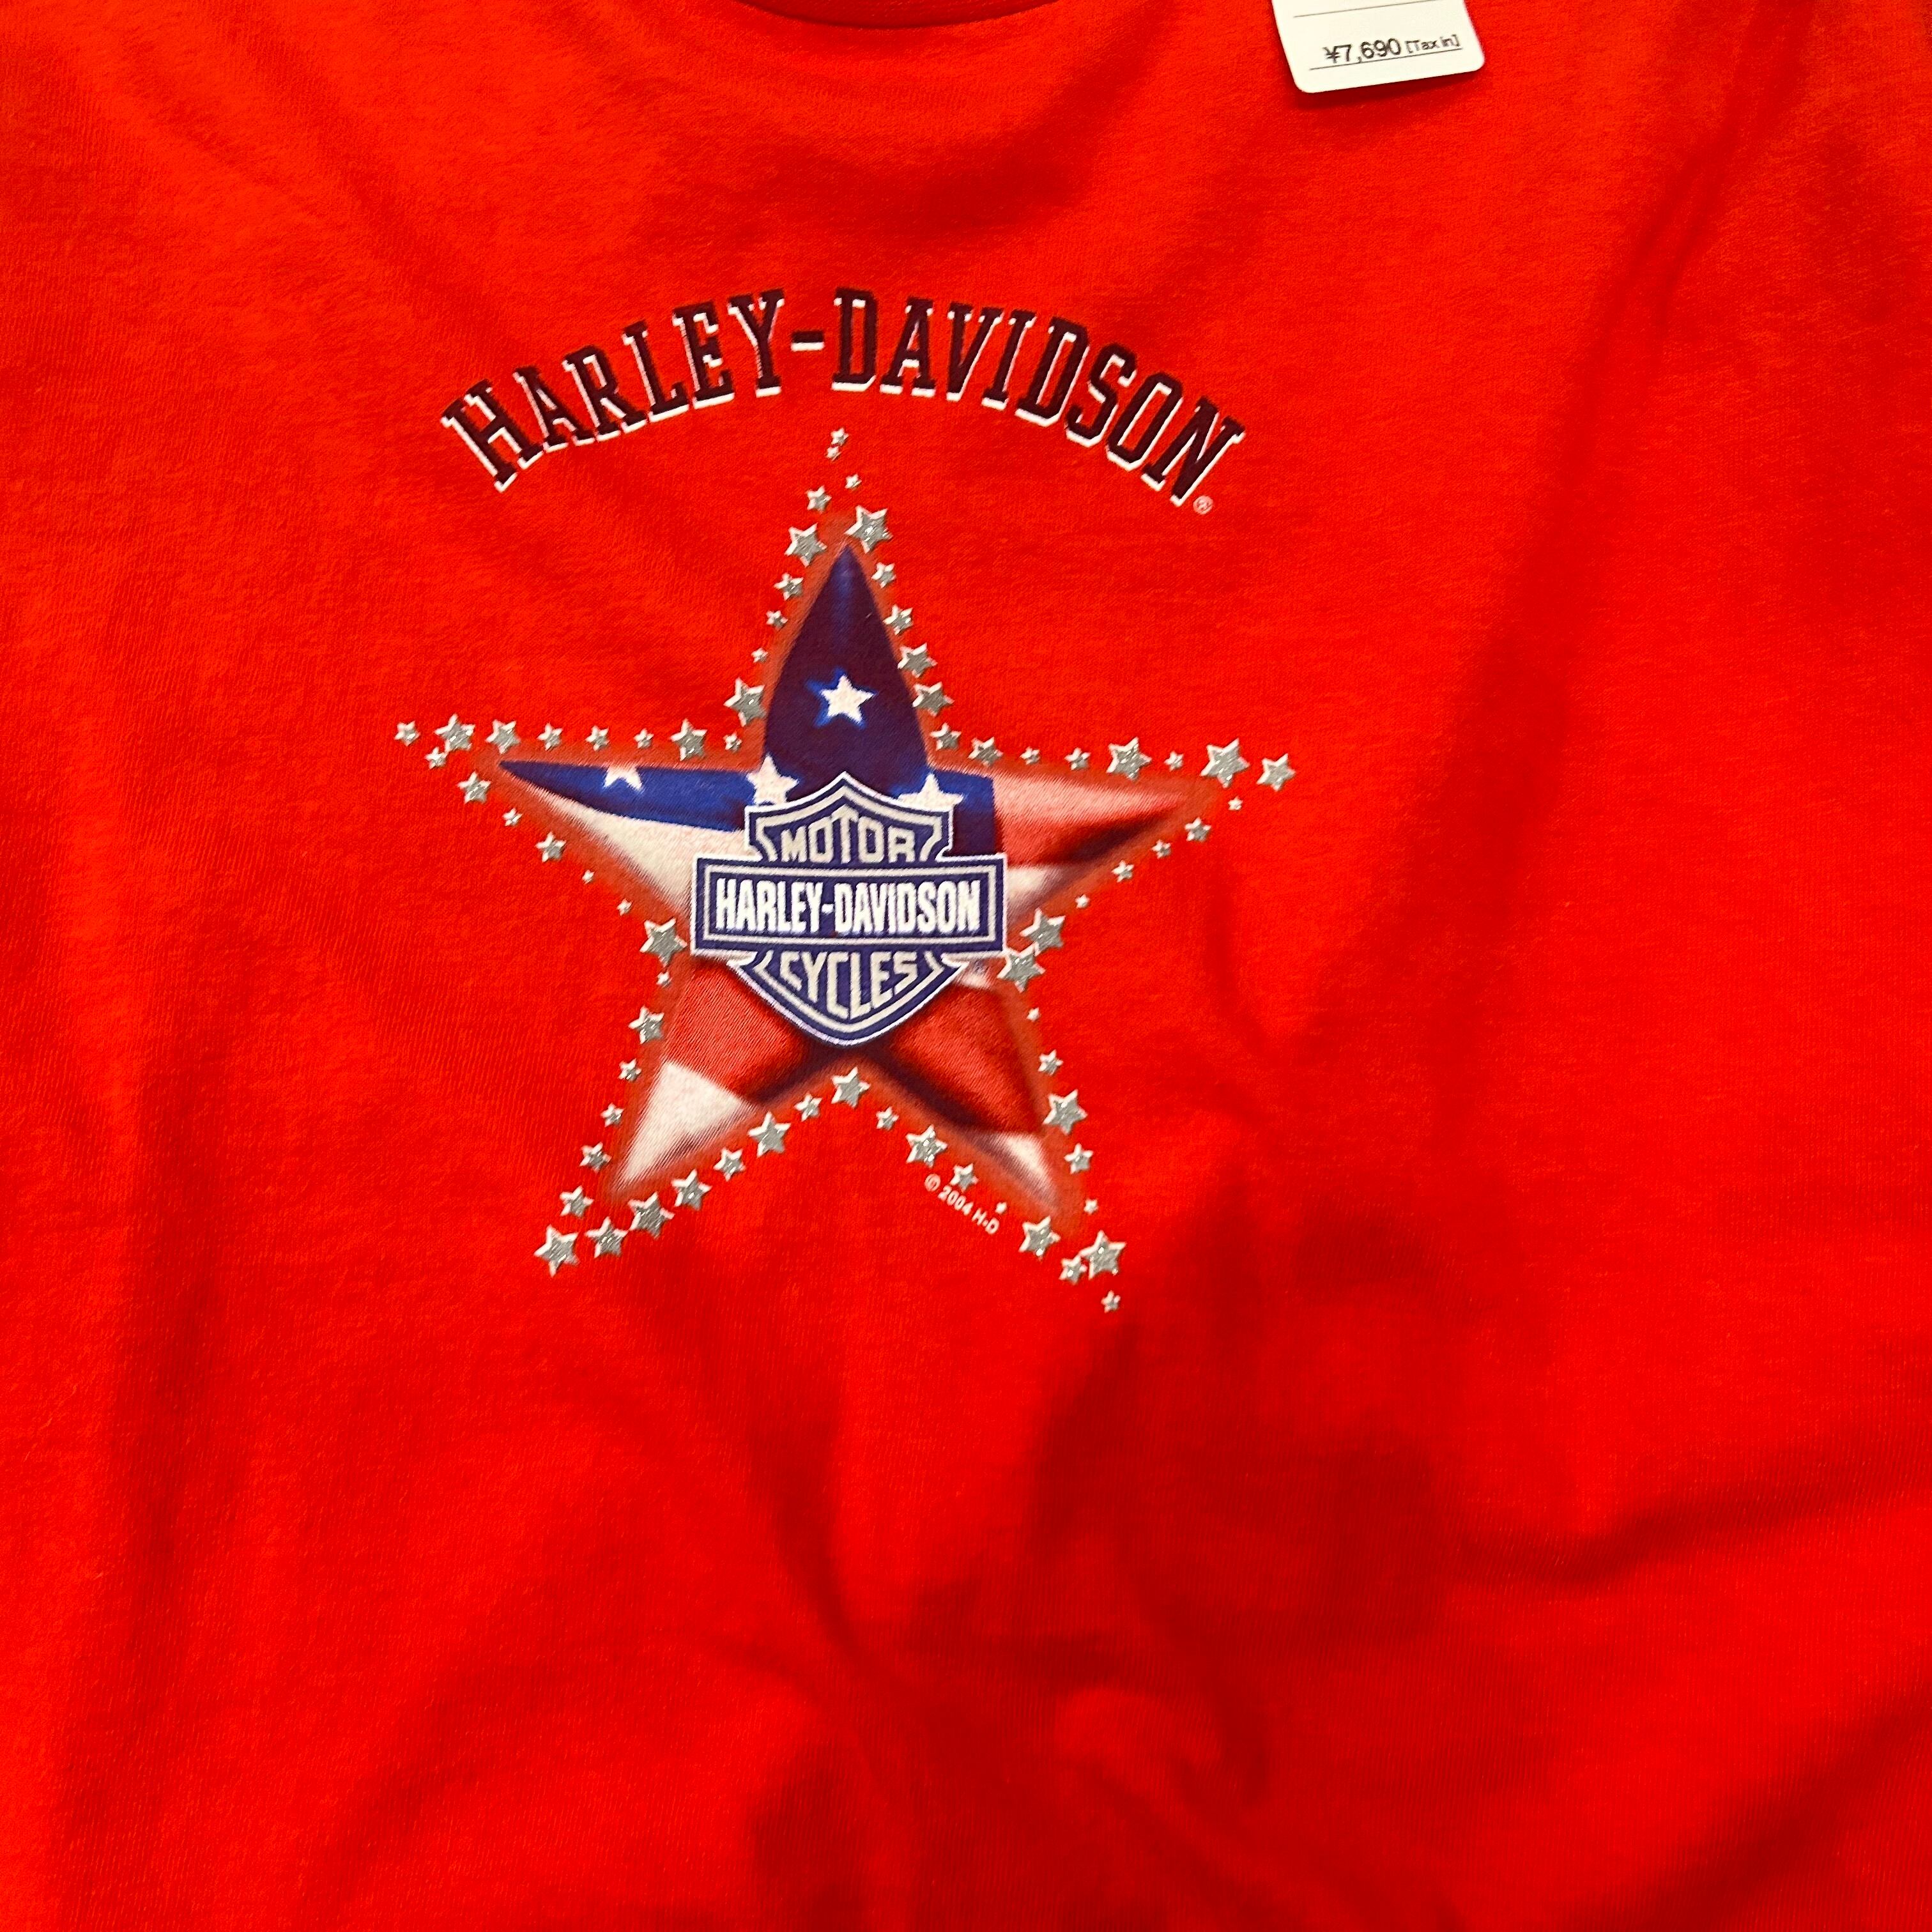 ¥7,690 [Tax in]
HARLEY-DAVIDSON®
MOTOR
HARLEY-DAVIDSON
CYCLES
© 2004 H-D